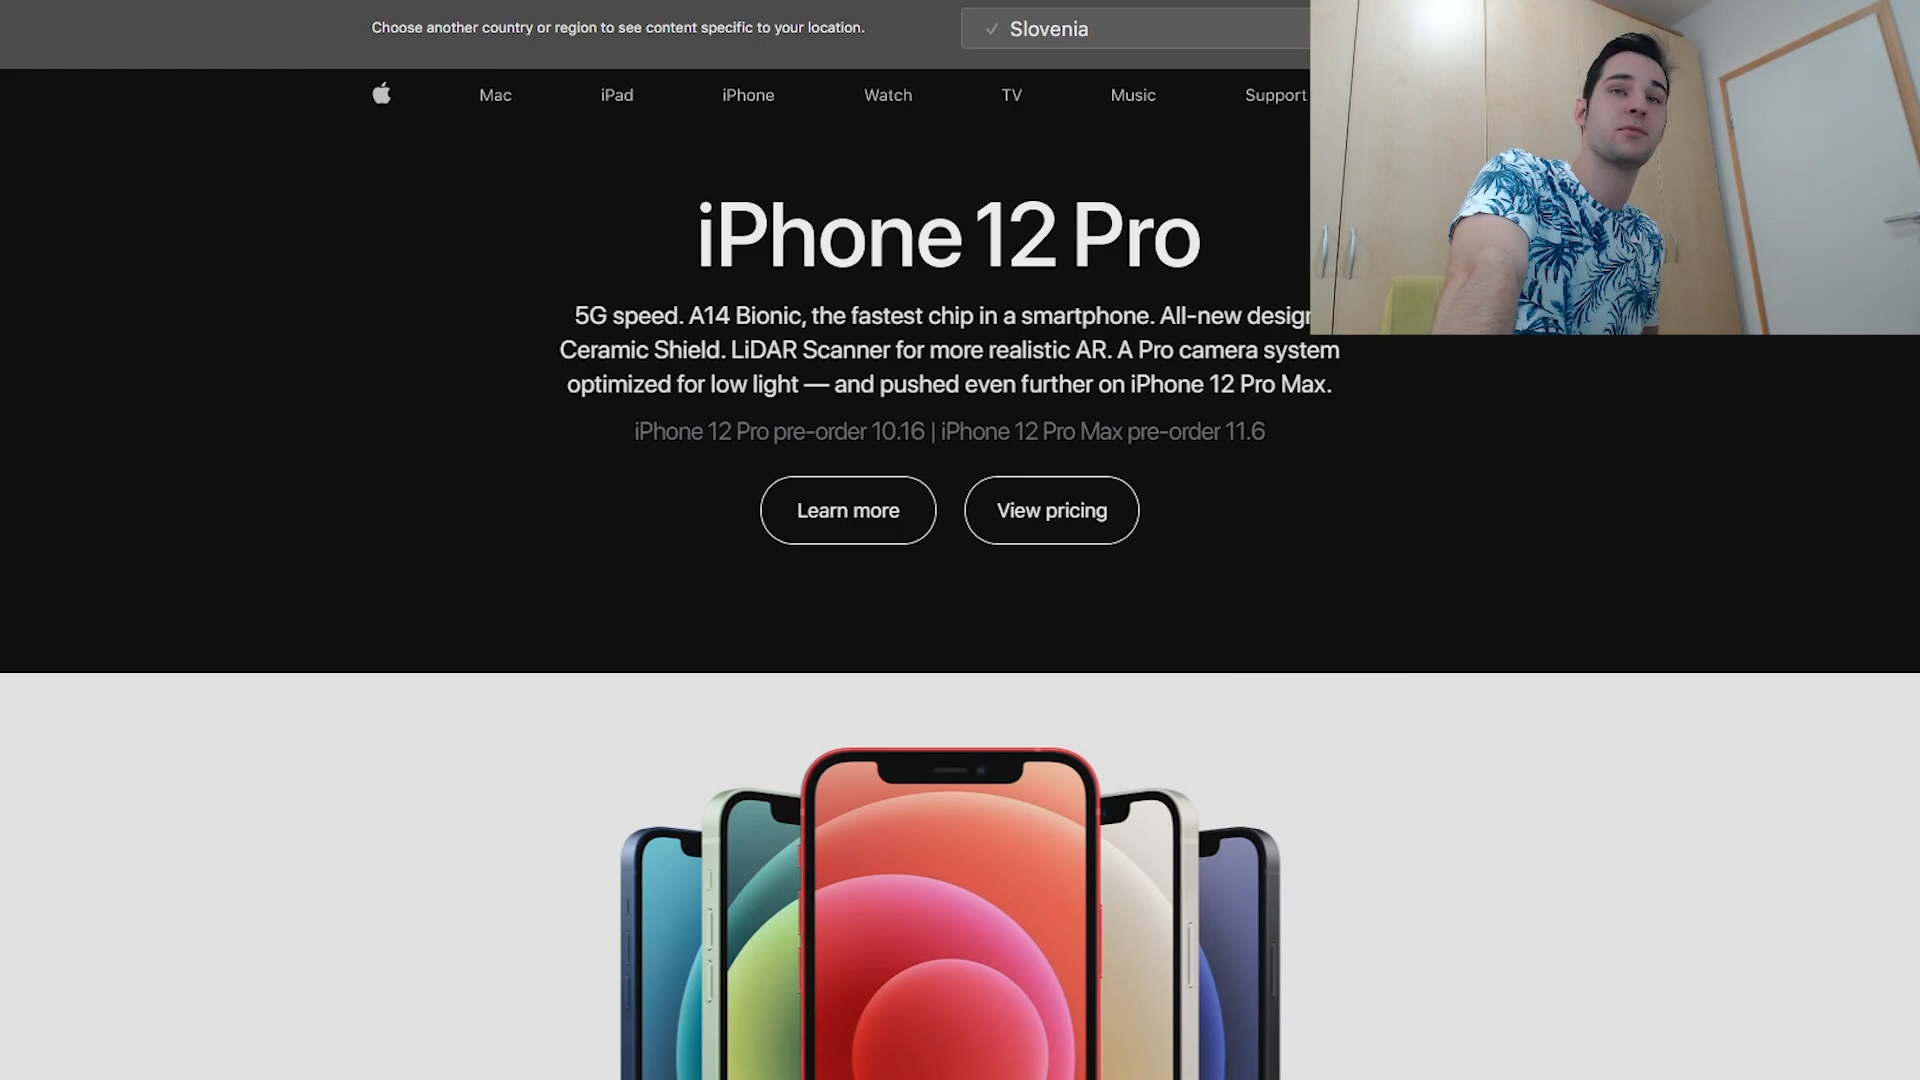 Choose another country or region to see content specific to your location.
Slovenia
Mac iPad iPhone Watch TV Music Support
iPhone 12 Pro
5G speed. A14 Bionic, the fastest chip in a smartphone. All-new design
Ceramic Shield. LiDAR Scanner for more realistic AR. A Pro camera system
optimized for low light — and pushed even further on iPhone 12 Pro Max.
iPhone 12 Pro pre-order 10.16 | iPhone 12 Pro Max pre-order 11.6
Learn more View pricing